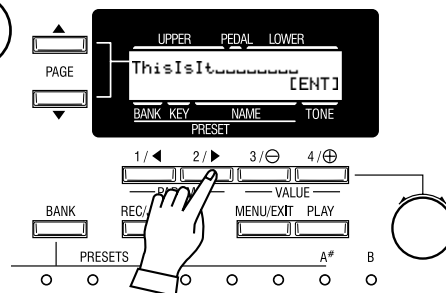 UPPER PEDAL LOWER
PAGE
ThisIsIt
[ENT]
BANK KEY NAME TONE
PRESET
1/◀ 2/▶ 3/⊖ 4/⊕
VALUE
BANK MENU/EXIT PLAY
PRESETS A# B